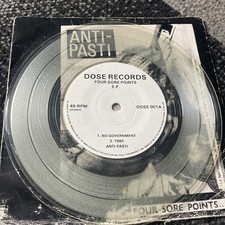 ANTI-
PASTI
DOSE RECORDS
FOUR SORE POINTS
E.P.
45 RPM
STEREO
DOSE 001A
1. NO GOVERNMENT
2. 1980
ANTI-PASTI
FOUR SORE POINTS...